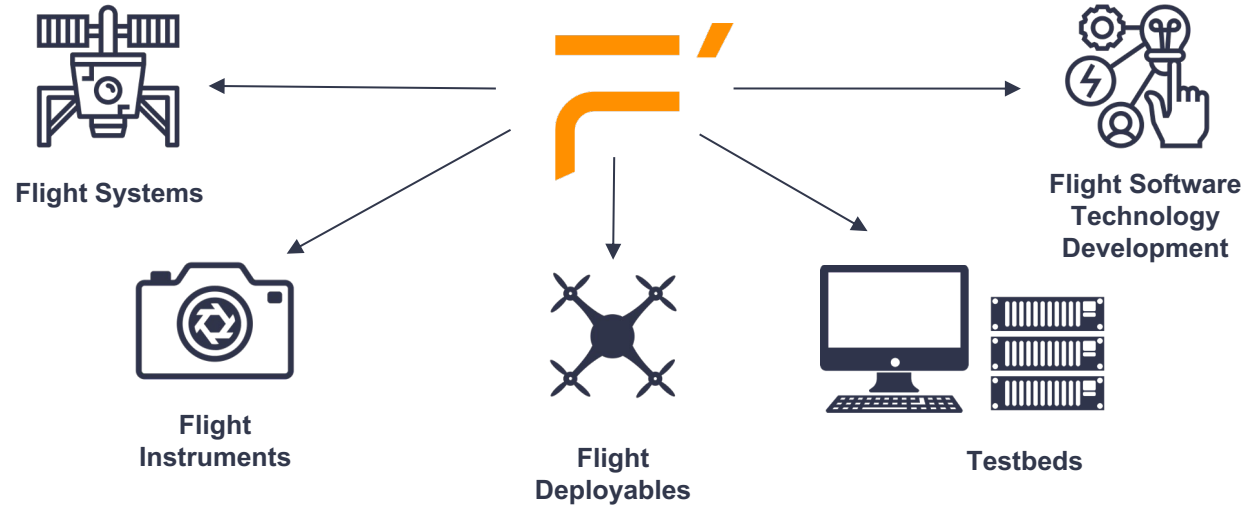 F´
Flight Systems
Flight Software
Technology
Development
Flight
Instruments
Flight
Deployables
Testbeds